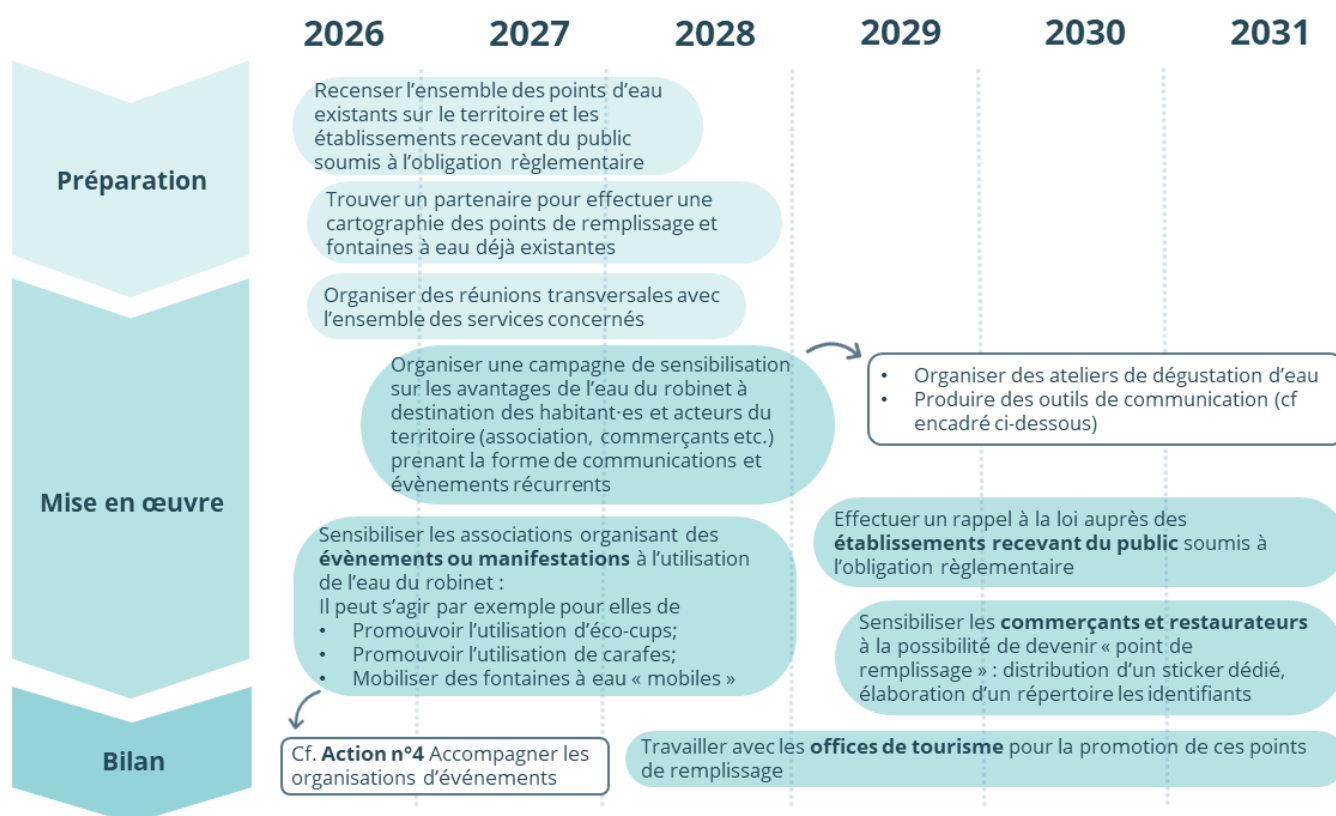 2026 2027 2028 2029 2030 2031
Préparation
Recenser l’ensemble des points d’eau
existants sur le territoire et les
établissements recevant du public
soumis à l’obligation règlementaire
Trouver un partenaire pour effectuer une
cartographie des points de remplissage et
fontaines à eau déjà existantes
Organiser des réunions transversales avec
l’ensemble des services concernés
Mise en œuvre
Organiser une campagne de sensibilisation
sur les avantages de l’eau du robinet à
destination des habitant·es et acteurs du
territoire (association, commerçants etc.)
prenant la forme de communications et
évènements récurrents
• Organiser des ateliers de dégustation d’eau
• Produire des outils de communication (cf
encadré ci-dessous)
Sensibiliser les associations organisant des
évènements ou manifestations à l’utilisation
de l’eau du robinet :
Il peut s’agir par exemple pour elles de
• Promouvoir l’utilisation d’éco-cups;
• Promouvoir l’utilisation de carafes;
• Mobiliser des fontaines à eau « mobiles »
Effectuer un rappel à la loi auprès des
établissements recevant du public soumis à
l’obligation règlementaire
Sensibiliser les commerçants et restaurateurs
à la possibilité de devenir « point de
remplissage » : distribution d’un sticker dédié,
élaboration d’un répertoire les identifiants
Bilan
Cf. Action n°4 Accompagner les
organisations d’événements
Travailler avec les offices de tourisme pour la promotion de ces points
de remplissage